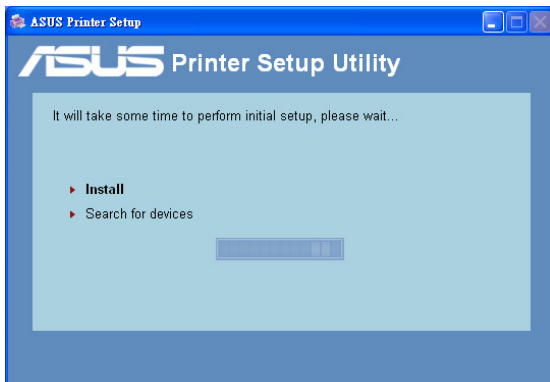 ASUS Printer Setup
ASUS Printer Setup Utility
It will take some time to perform initial setup, please wait...
Install
Search for devices